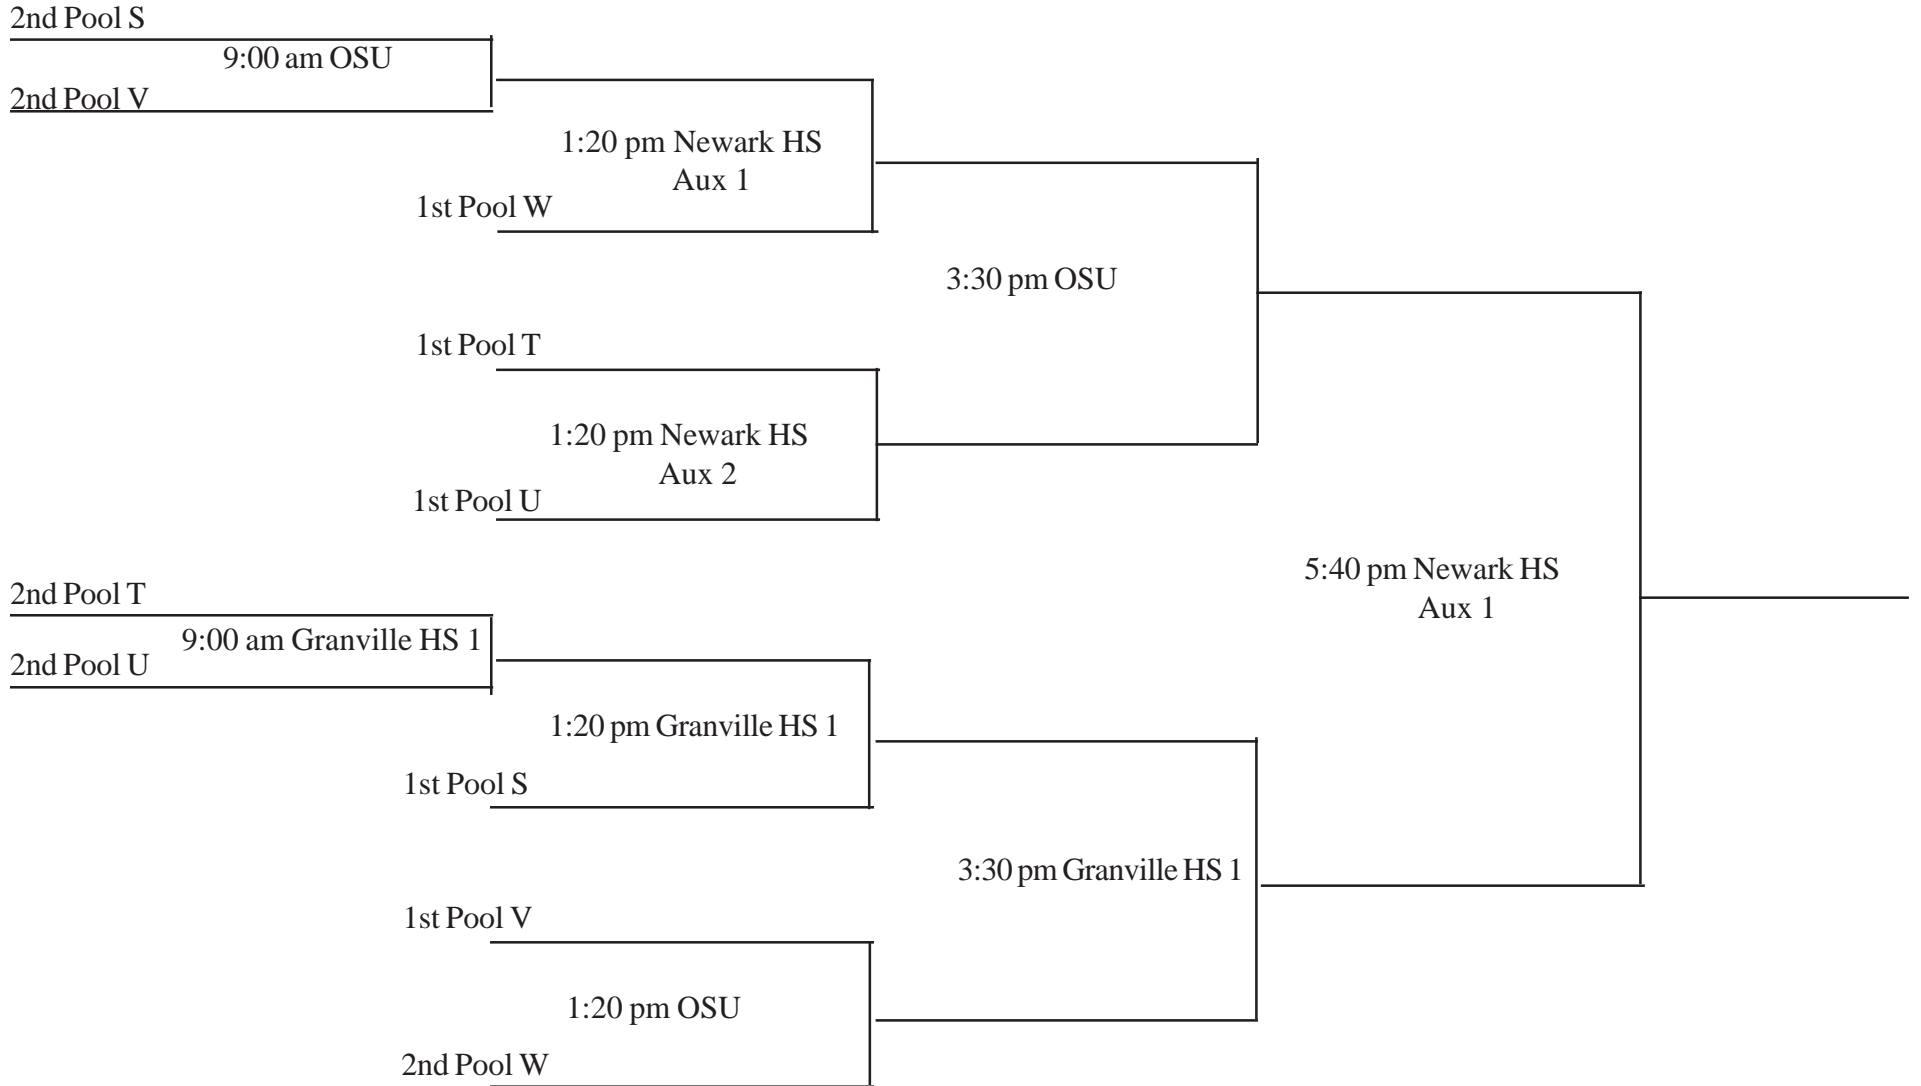 2nd Pool S
9:00 am OSU
2nd Pool V
1:20 pm Newark HS
Aux 1
1st Pool W
3:30 pm OSU
1st Pool T
1:20 pm Newark HS
Aux 2
1st Pool U
5:40 pm Newark HS
Aux 1
2nd Pool T
9:00 am Granville HS 1
2nd Pool U
1:20 pm Granville HS 1
1st Pool S
3:30 pm Granville HS 1
1st Pool V
1:20 pm OSU
2nd Pool W